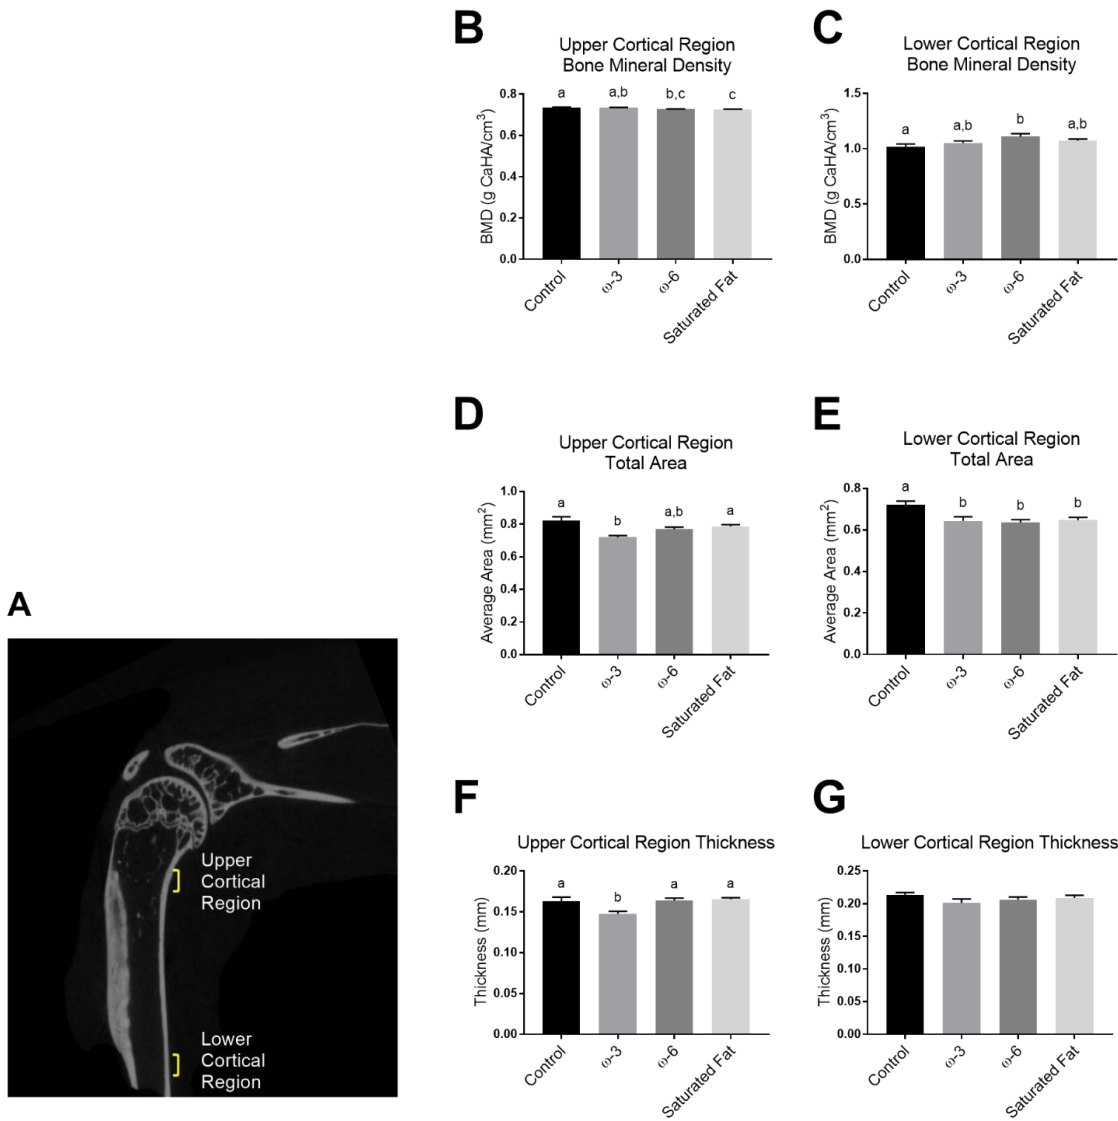 A
Upper
Cortical
Region
Lower
Cortical
Region
B
Upper Cortical Region
Bone Mineral Density
BMD (g CaHA/cm³)
0.8
0.6
0.4
0.2
0.0
a
a,b
b,c
c
Control
ω-3
ω-6
Saturated Fat
C
Lower Cortical Region
Bone Mineral Density
BMD (g CaHA/cm³)
1.5
1.0
0.5
0.0
a
a,b
b
a,b
Control
ω-3
ω-6
Saturated Fat
D
Upper Cortical Region
Total Area
Average Area (mm²)
1.0
0.8
0.6
0.4
0.2
0.0
a
b
a,b
a
Control
ω-3
ω-6
Saturated Fat
E
Lower Cortical Region
Total Area
Average Area (mm²)
0.8
0.6
0.4
0.2
0.0
a
b
b
b
Control
ω-3
ω-6
Saturated Fat
F
Upper Cortical Region Thickness
Thickness (mm)
0.20
0.15
0.10
0.05
0.00
a
b
a
a
Control
ω-3
ω-6
Saturated Fat
G
Lower Cortical Region Thickness
Thickness (mm)
0.25
0.20
0.15
0.10
0.05
0.00
Control
ω-3
ω-6
Saturated Fat